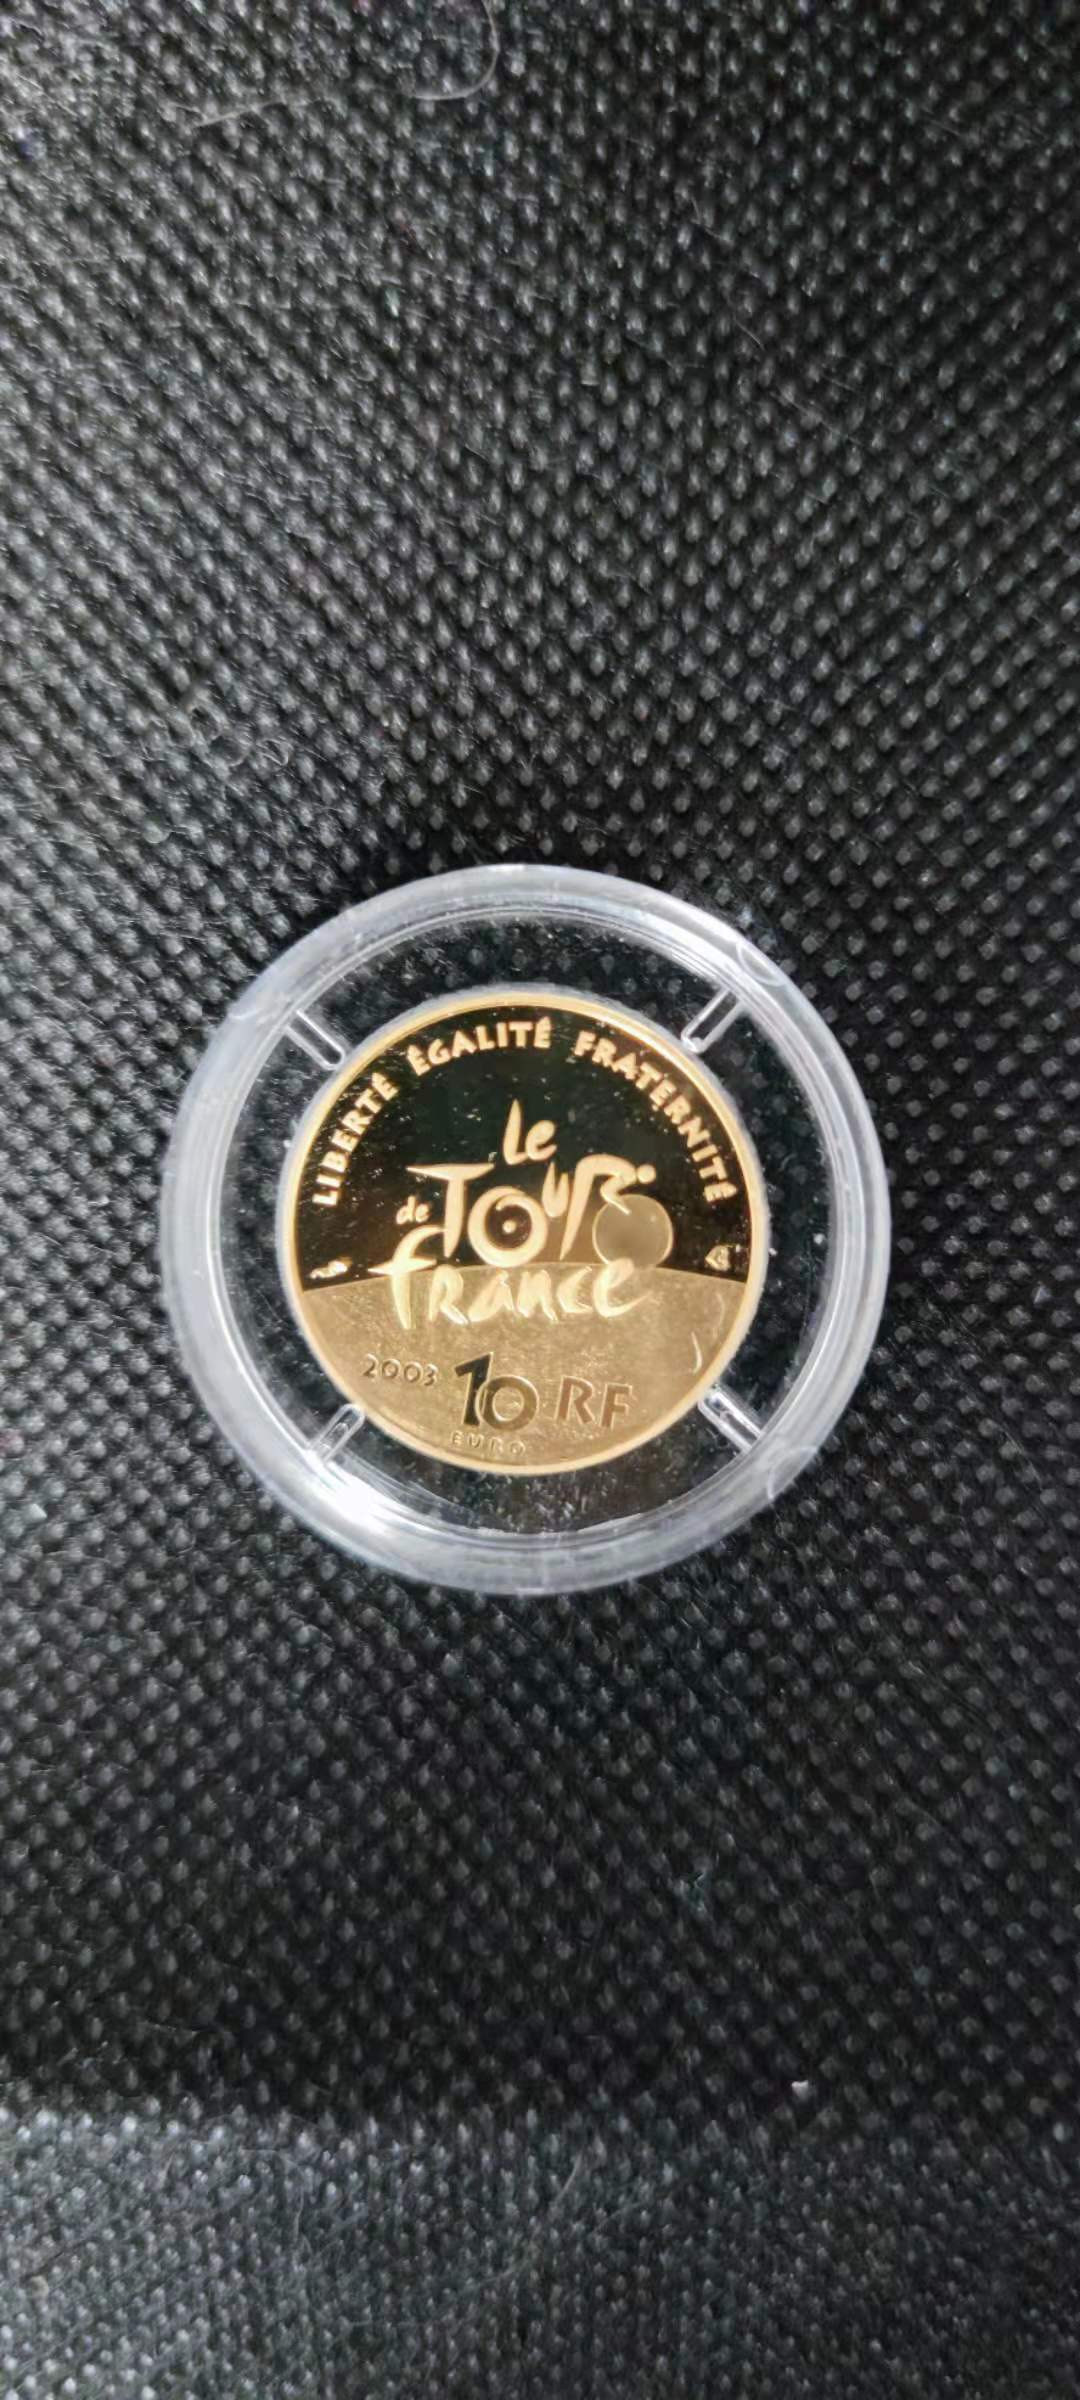 LIBERTÉ ÉGALITÉ FRATERNITÉ
le
Tour
de
france
2003 10 RF
EURO